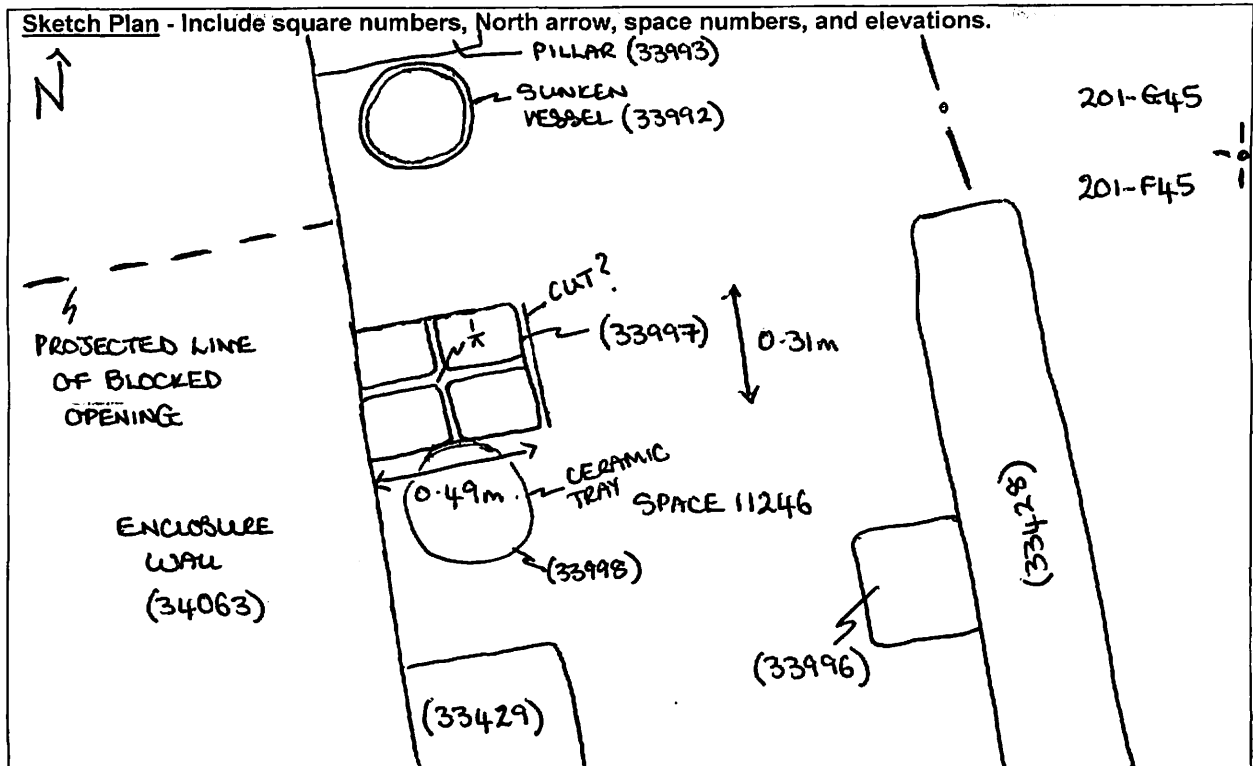 Sketch Plan - Include square numbers, North arrow, space numbers, and elevations.
N
PILLAR (33993)
SUNKEN
VESSEL (33992)
201-G45
201-F45
CUT?
(33997)
0.31m
PROJECTED LINE
OF BLOCKED
OPENING
0.49m.
CERAMIC
TRAY
SPACE 11246
ENCLOSURE
WALL
(34063)
(33998)
(33428)
(33996)
(33429)